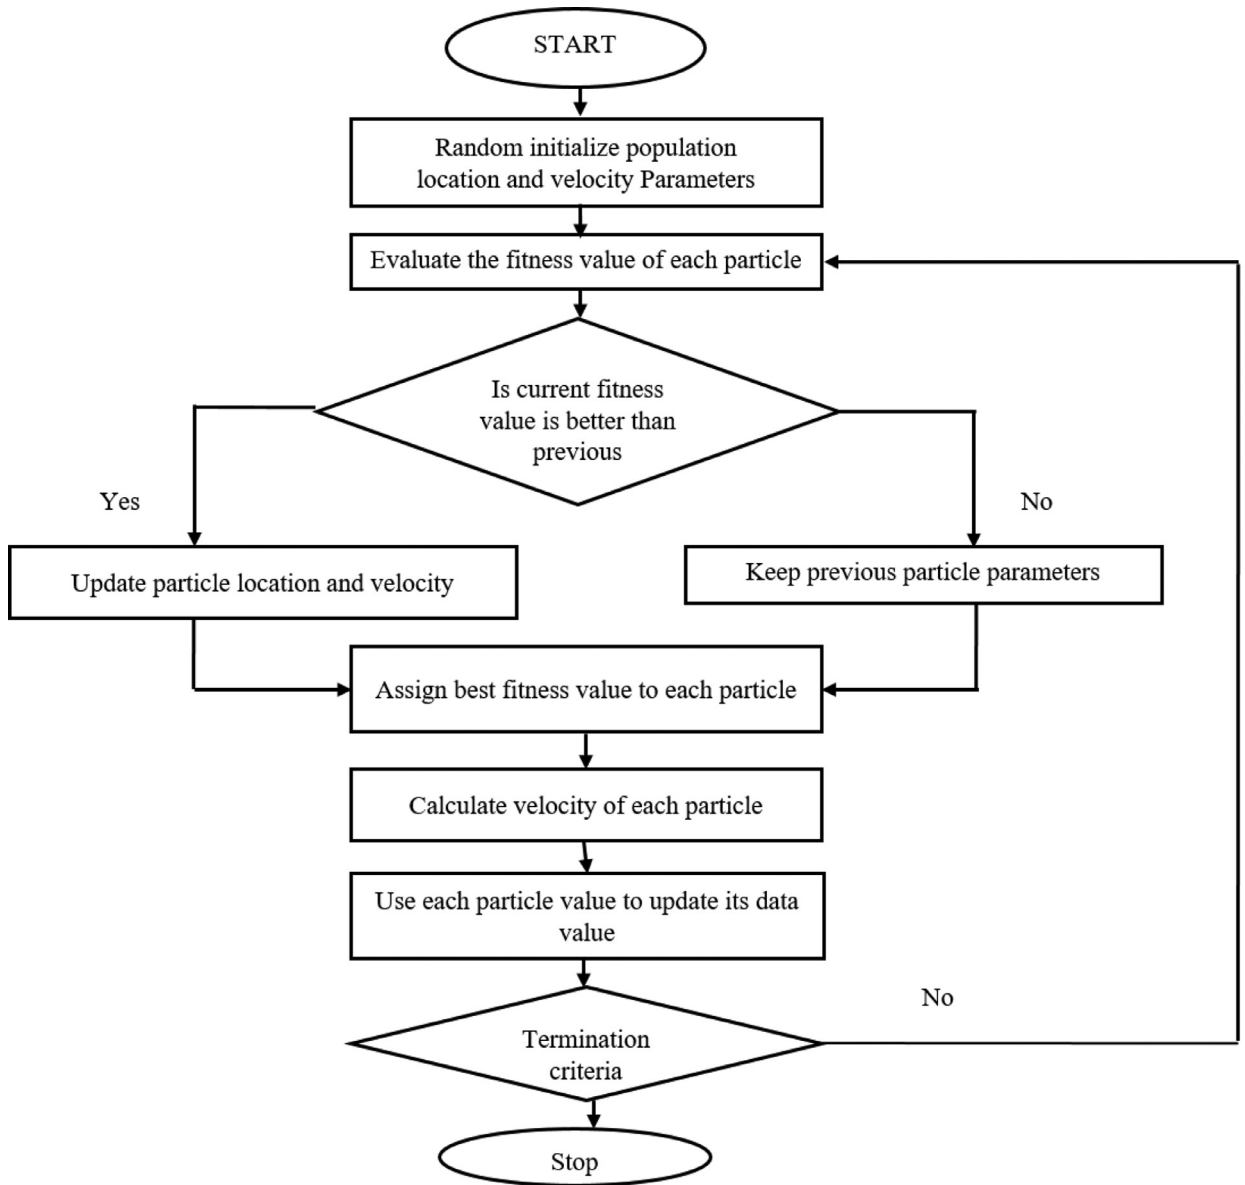 START
Random initialize population
location and velocity Parameters
Evaluate the fitness value of each particle
Is current fitness
value is better than
previous
Yes
No
Update particle location and velocity
Keep previous particle parameters
Assign best fitness value to each particle
Calculate velocity of each particle
Use each particle value to update its data
value
No
Termination
criteria
Stop